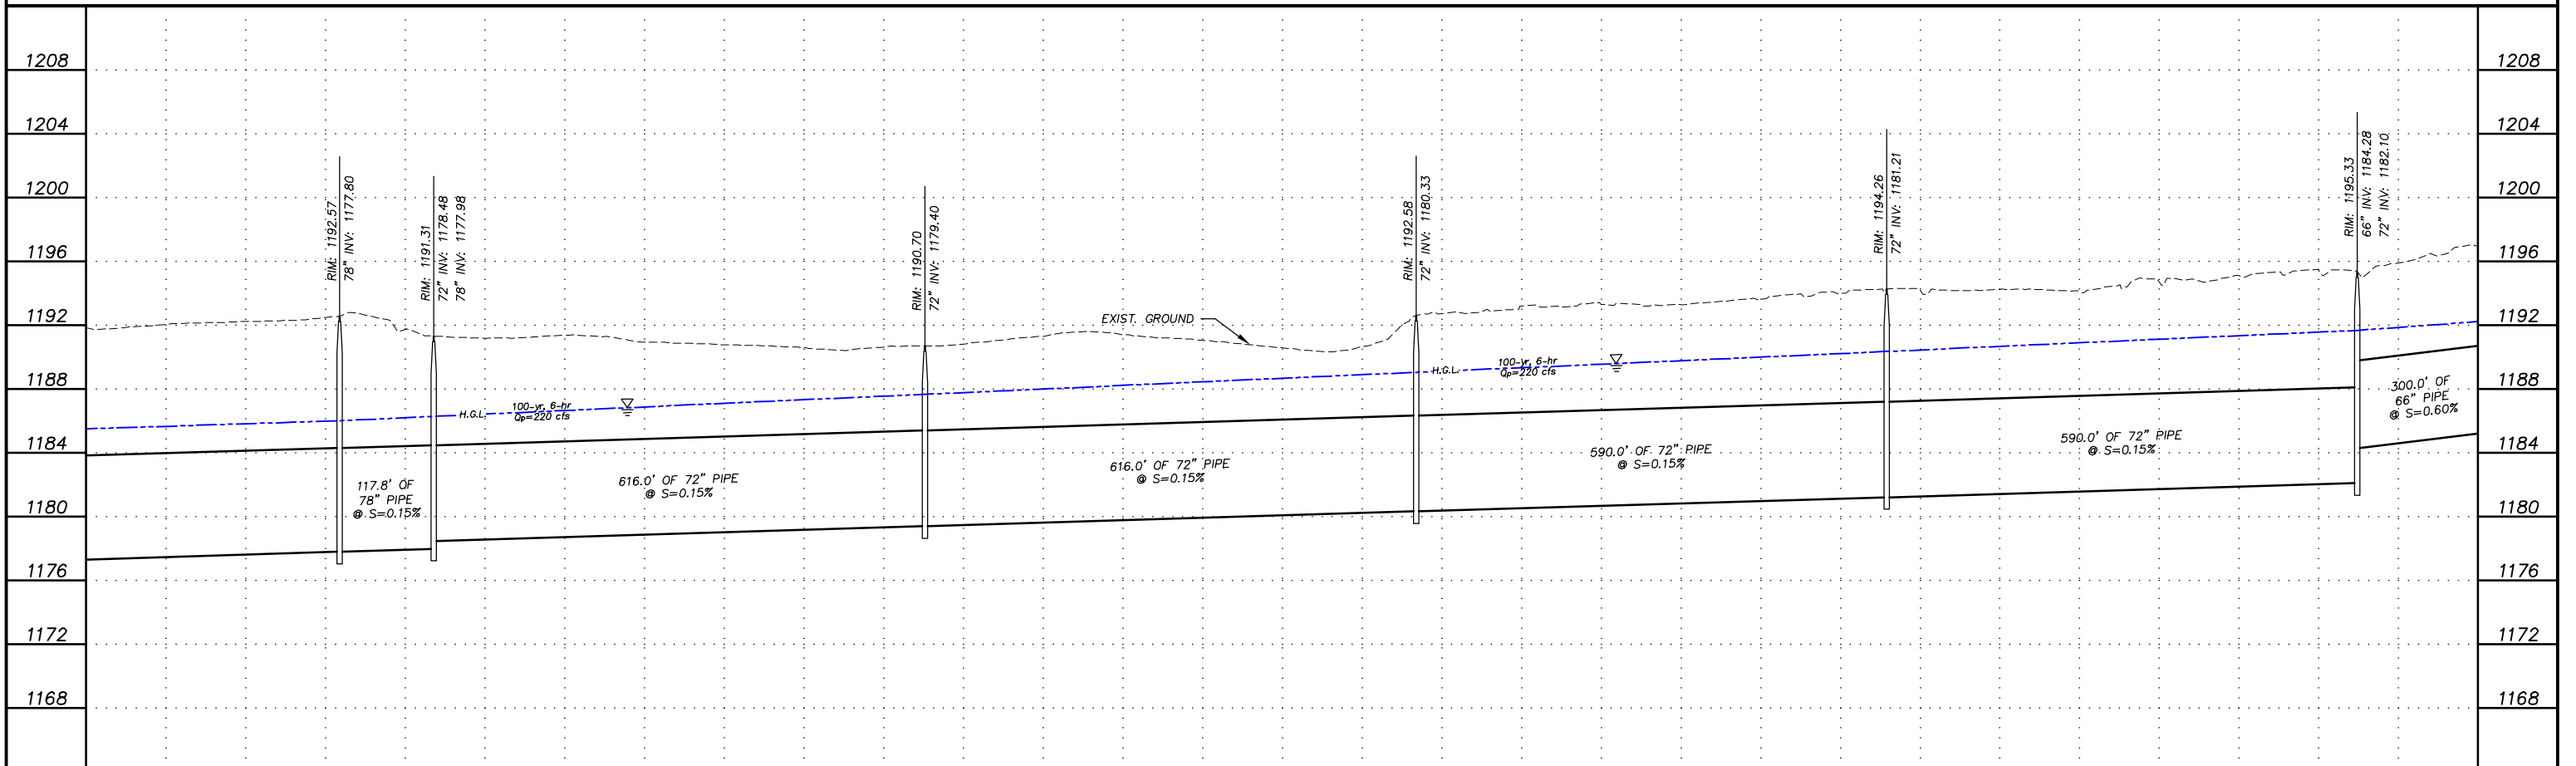 1208
1204
1200
1196
1192
1188
1184
1180
1176
1172
1168
RIM: 1192.57
78" INV: 1177.80
RIM: 1191.31
72" INV: 1178.48
78" INV: 1177.98
RIM: 1190.70
72" INV: 1179.40
RIM: 1192.58
72" INV: 1180.33
RIM: 1194.26
72" INV: 1181.21
RIM: 1195.33
66" INV: 1184.28
72" INV: 1182.10
EXIST. GROUND
H.G.L.
100-yr, 6-hr
Qp=220 cfs
H.G.L.
100-yr, 6-hr
Qp=220 cfs
117.8' OF
78" PIPE
@ S=0.15%
616.0' OF 72" PIPE
@ S=0.15%
616.0' OF 72" PIPE
@ S=0.15%
590.0' OF 72" PIPE
@ S=0.15%
590.0' OF 72" PIPE
@ S=0.15%
300.0' OF
66" PIPE
@ S=0.60%
1208
1204
1200
1196
1192
1188
1184
1180
1176
1172
1168